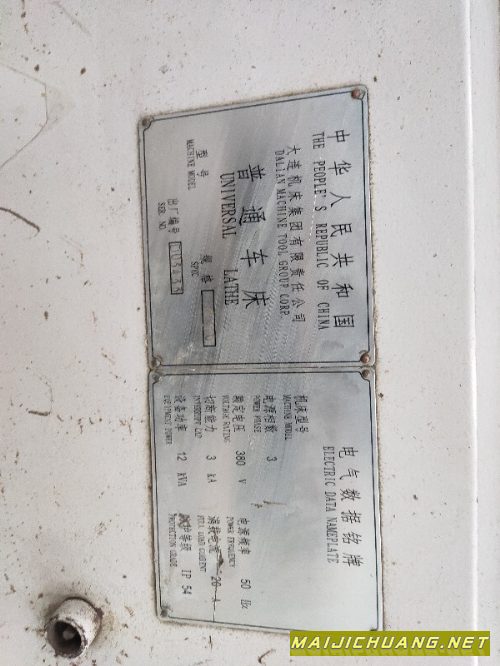 中华人民共和国
THE PEOPLE'S REPUBLIC OF CHINA
大连机床集团有限责任公司
DALIAN MACHINE TOOL GROUP CORP.
普通车床
UNIVERSAL LATHE
型号 规格
MACHINE MODEL SPEC
出厂编号
SER. NO.
电气数据铭牌
ELECTRIC DATA NAMEPLATE
机床型号
MACHINE MODEL
电源相数 3 电源频率 50 Hz
POWER PHASE POWER FREQUENCY
额定电压 380 V 满载电流 26 A
VOLTAGE RATING FULL LOAD CURRENT
切断能力 3 kA 护等级 IP 54
INTERRUPT CAP PROTECTION GRADE
设备功率 12 kVA
EQUIPMENT POWER
MAIJICHUANG.NET